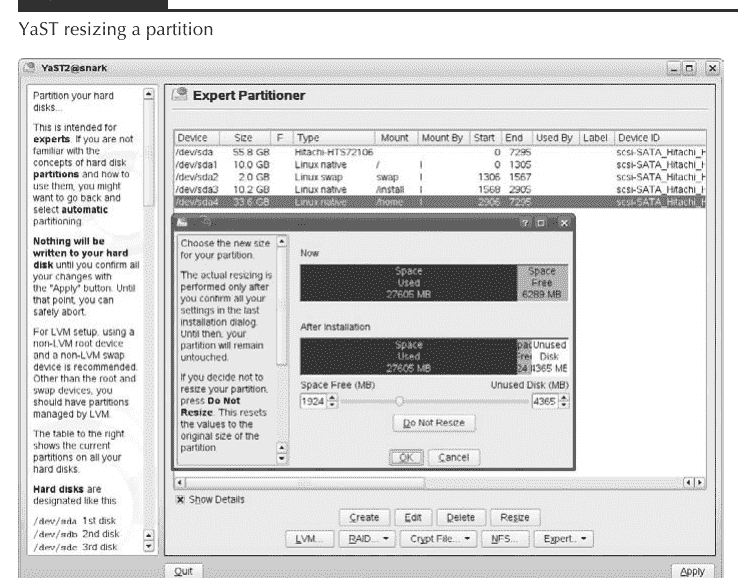 YaST resizing a partition
YaST2@snark
Partition your hard
disks...
This is intended for
experts. If you are not
familiar with the
concepts of hard disk
partitions and how to
use them, you might
want to go back and
select automatic
partitioning.
Nothing will be
written to your hard
disk until you confirm all
your changes with
the "Apply" button. Until
that point, you can
safely abort.
For LVM setup, using a
non-LVM root device
and a non-LVM swap
device is recommended.
Other than the root and
swap devices, you
should have partitions
managed by LVM.
The table to the right
shows the current
partitions on all your
hard disks.
Hard disks are
designated like this
/dev/hda 1st disk
/dev/hdb 2nd disk
/dev/hdc 3rd disk
Expert Partitioner
Device Size F Type Mount Mount By Start End Used By Label Device ID
/dev/sda 55.8 GB Hitachi-HTS72106 0 7295 scsi-SATA_Hitachi_H
/dev/sda1 10.0 GB Linux native / I 0 1305 scsi-SATA_Hitachi_H
/dev/sda2 2.0 GB Linux swap swap I 1306 1567 scsi-SATA_Hitachi_H
/dev/sda3 10.2 GB Linux native /install I 1568 2905 scsi-SATA_Hitachi_H
/dev/sda4 33.6 GB Linux native /home I 2906 7295 scsi-SATA_Hitachi_H
Choose the new size
for your partition.
The actual resizing is
performed only after
you confirm all your
settings in the last
installation dialog.
Until then, your
partition will remain
untouched.
If you decide not to
resize your partition,
press Do Not
Resize. This resets
the values to the
original size of the
partition
Now
Space Used 27605 MB
Space Free 6289 MB
After Installation
Space Used 27605 MB
Unused Disk 4365 MB
Space Free (MB) Unused Disk (MB)
1924 4365
Do Not Resize
OK Cancel
Show Details
Create Edit Delete Resize
LVM... RAID... Crypt File... NFS... Expert..
Quit Apply